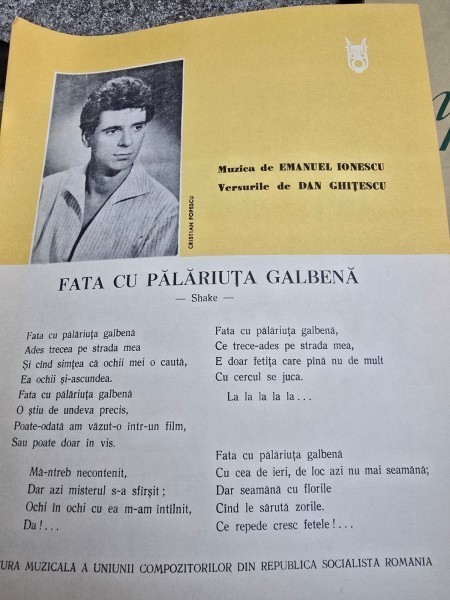 Muzica de EMANUEL IONESCU
Versurile de DAN GHIȚESCU
CRISTIAN POPESCU
FATA CU PĂLĂRIUȚA GALBENĂ
— Shake —
Fata cu pălăriuța galbenă
Ades trecea pe strada mea
Și cînd simțea că ochii mei o caută,
Ea ochii și-ascundea.
Fata cu pălăriuța galbenă
O știu de undeva precis,
Poate-odată am văzut-o într-un film,
Sau poate doar în vis.
Mă-ntreb necontenit,
Dar azi misterul s-a sfîrșit ;
Ochi în ochi cu ea m-am întîlnit,
Da ! . . .
Fata cu pălăriuța galbenă,
Ce trece-ades pe strada mea,
E doar fetița care pînă nu de mult
Cu cercul se juca.
La la la la la . . .
Fata cu pălăriuța galbenă
Cu cea de ieri, de loc azi nu mai seamănă;
Dar seamănă cu florile
Cînd le sărută zorile.
Ce repede cresc fetele ! . . .
MUZICALĂ A UNIUNII COMPOZITORILOR DIN REPUBLICA SOCIALISTĂ ROMÂNIA